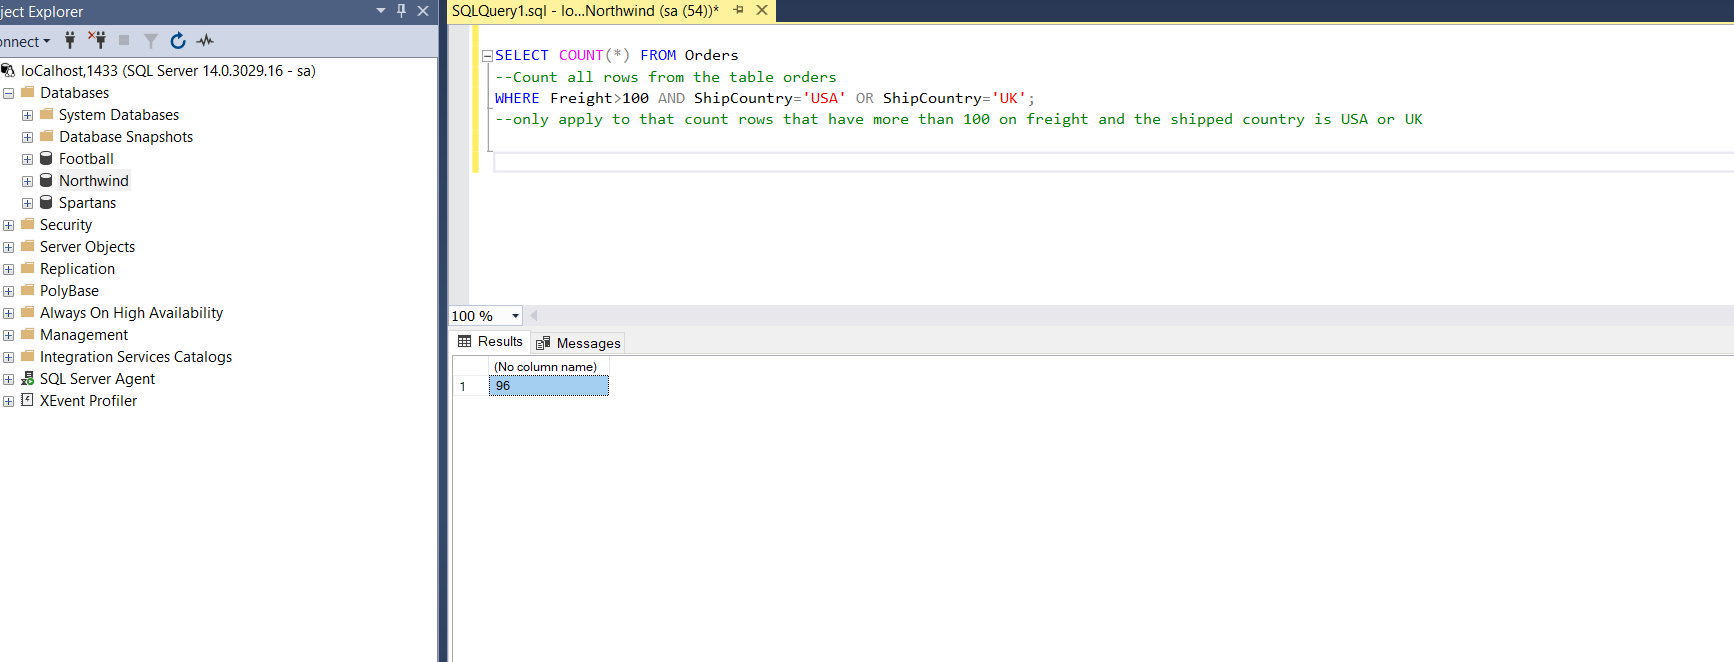 ject Explorer
onnect
loCalhost,1433 (SQL Server 14.0.3029.16 - sa)
Databases
System Databases
Database Snapshots
Football
Northwind
Spartans
Security
Server Objects
Replication
PolyBase
Always On High Availability
Management
Integration Services Catalogs
SQL Server Agent
XEvent Profiler
SQLQuery1.sql - lo...Northwind (sa (54))*
SELECT COUNT(*) FROM Orders
--Count all rows from the table orders
WHERE Freight>100 AND ShipCountry='USA' OR ShipCountry='UK';
--only apply to that count rows that have more than 100 on freight and the shipped country is USA or UK
100 %
Results Messages
(No column name)
1 96